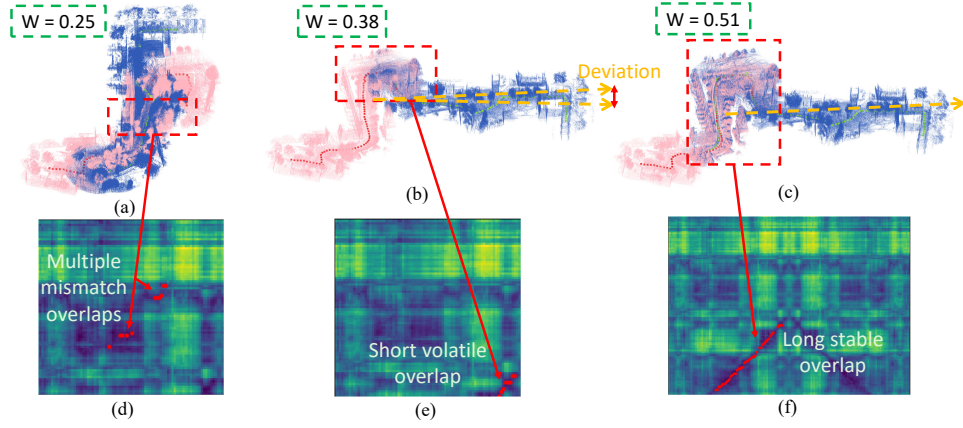 W = 0.25
W = 0.38
W = 0.51
Deviation
(a)
(b)
(c)
Multiple
mismatch
overlaps
Short volatile
overlap
Long stable
overlap
(d)
(e)
(f)